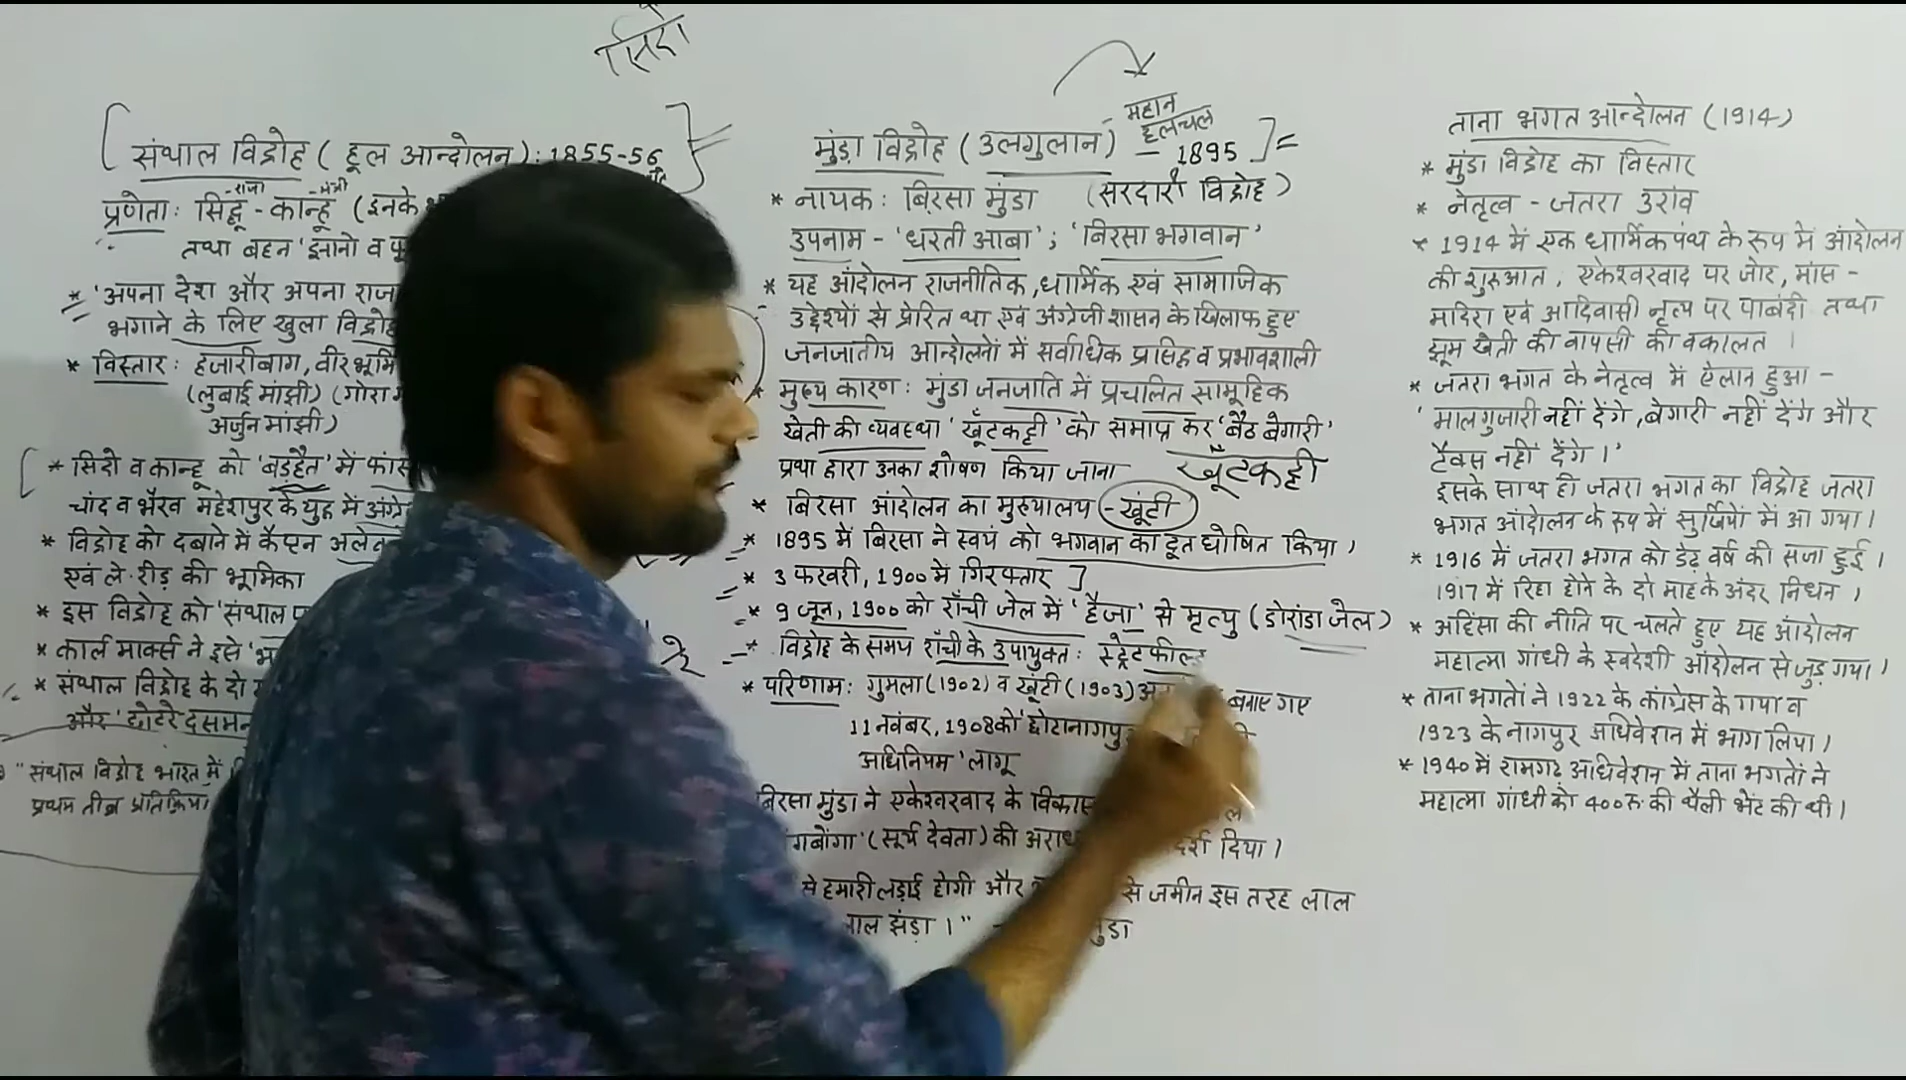 संथाल विद्रोह ( हूल आन्दोलन ) : 1855-56
राजा मंत्री
प्रणेता : सिद्धू - कान्हू (इनके
तथा बहन 'झानो व
* 'अपना देश और अपना राज
भगाने के लिए खुला विद्रोह
* विस्तार : हजारीबाग, वीरभूमि
(लुबाई मांझी) (गोरा
अर्जुन मांझी)
* सिदो व कान्हू को 'बड़हैत' में
चांद व भैरव महेशपुर के युद्ध में
* विद्रोह को दबाने में कैप्टन
एवं ले. रीड की भूमिका
* इस विद्रोह को 'संथाल
* कार्ल मार्क्स ने इसे
* संथाल विद्रोह के दो
और
" संथाल विद्रोह भारत में
प्रथम तीव्र प्रतिक्रिया
महान
हलचल
मुंडा विद्रोह ( उलगुलान ) - 1895
* नायक : बिरसा मुंडा (सरदारी विद्रोह)
उपनाम - 'धरती आबा' ; 'बिरसा भगवान'
* यह आंदोलन राजनीतिक, धार्मिक एवं सामाजिक
उद्देश्यों से प्रेरित था एवं अंग्रेजी शासन के खिलाफ हुए
जनजातीय आन्दोलनों में सर्वाधिक प्रसिद्ध व प्रभावशाली
* मुख्य कारण : मुंडा जनजाति में प्रचलित सामूहिक
खेती की व्यवस्था 'खूँटकट्टी' को समाप्त कर 'बैठ बेगारी'
प्रथा द्वारा उनका शोषण किया जाना खूँटकट्टी
* बिरसा आंदोलन का मुख्यालय - खूंटी
* 1895 में बिरसा ने स्वयं को भगवान का दूत घोषित किया ।
* 3 फरवरी, 1900 में गिरफ्तार
* 9 जून, 1900 को राँची जेल में 'हैजा' से मृत्यु (डोरांडा जेल)
* विद्रोह के समय राँची के उपायुक्त : स्ट्रेटफील्ड
* परिणाम : गुमला (1902) व खूंटी (1903) बनाए गए
11 नवंबर, 1908 को
अधिनियम' लागू
बिरसा मुंडा ने एकेश्वरवाद के
(सूर्य देवता) की दिया ।
से हमारी लड़ाई होगी और से जमीन इस तरह लाल
लाल झंडा ।"
ताना भगत आन्दोलन (1914)
* मुंडा विद्रोह का विस्तार
* नेतृत्व - जतरा उरांव
* 1914 में एक धार्मिक पंथ के रूप में आंदोलन
की शुरुआत, एकेश्वरवाद पर जोर, मांस -
मदिरा एवं आदिवासी नृत्य पर पाबंदी तथा
झूम खेती की वापसी की वकालत ।
* जतरा भगत के नेतृत्व में ऐलान हुआ -
'मालगुजारी नहीं देंगे, बेगारी नहीं देंगे और
टैक्स नहीं देंगे ।'
इसके साथ ही जतरा भगत का विद्रोह जतरा
भगत आंदोलन के रूप में सुर्खियों में आ गया ।
* 1916 में जतरा भगत को डेढ़ वर्ष की सजा हुई ।
1917 में रिहा होने के दो माह के अंदर निधन ।
* अहिंसा की नीति पर चलते हुए यह आंदोलन
महात्मा गांधी के स्वदेशी आंदोलन से जुड़ गया ।
* ताना भगतों ने 1922 के कांग्रेस के गया व
1923 के नागपुर अधिवेशन में भाग लिया ।
* 1940 में रामगढ़ अधिवेशन में ताना भगतों ने
महात्मा गांधी को 400 रु. की थैली भेंट की थी ।